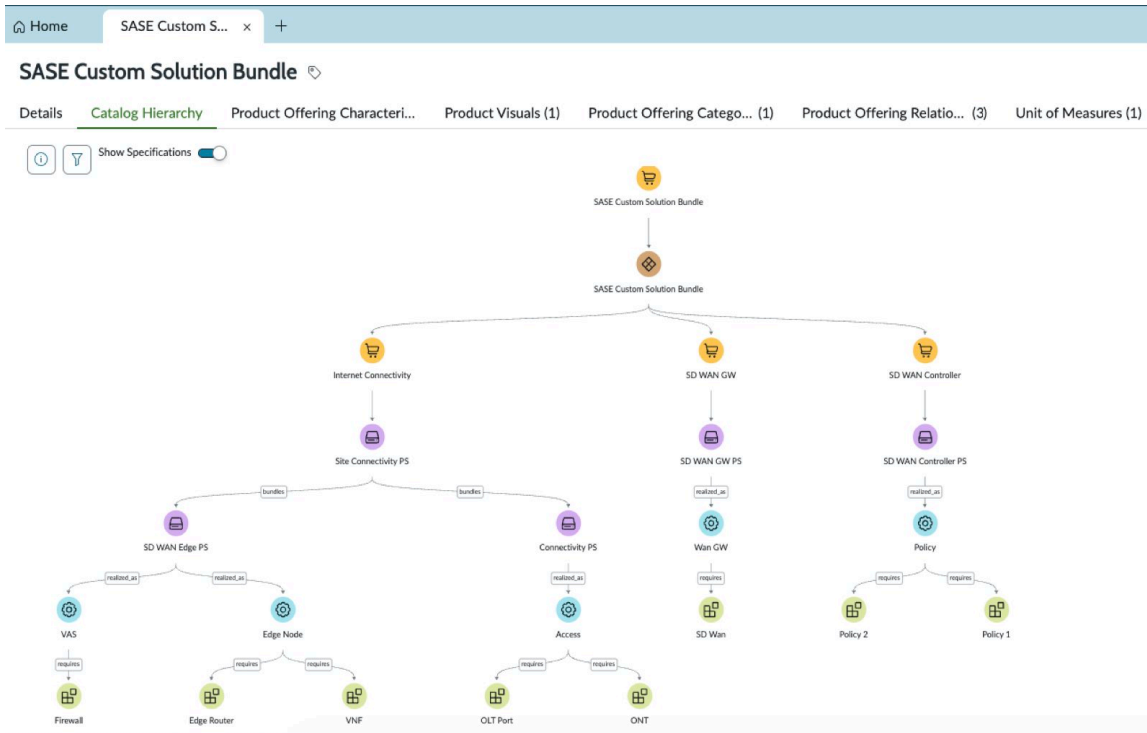 Home SASE Custom S... × +
SASE Custom Solution Bundle
Details Catalog Hierarchy Product Offering Characteri... Product Visuals (1) Product Offering Catego... (1) Product Offering Relatio... (3) Unit of Measures (1)
Show Specifications
SASE Custom Solution Bundle
SASE Custom Solution Bundle
Internet Connectivity SD WAN GW SD WAN Controller
Site Connectivity PS SD WAN GW PS SD WAN Controller PS
bundles bundles realized_as realized_as
SD WAN Edge PS Connectivity PS Wan GW Policy
realized_as realized_as realized_as requires requires requires
VAS Edge Node Access SD Wan Policy 2 Policy 1
requires requires requires requires requires
Firewall Edge Router VNF OLT Port ONT